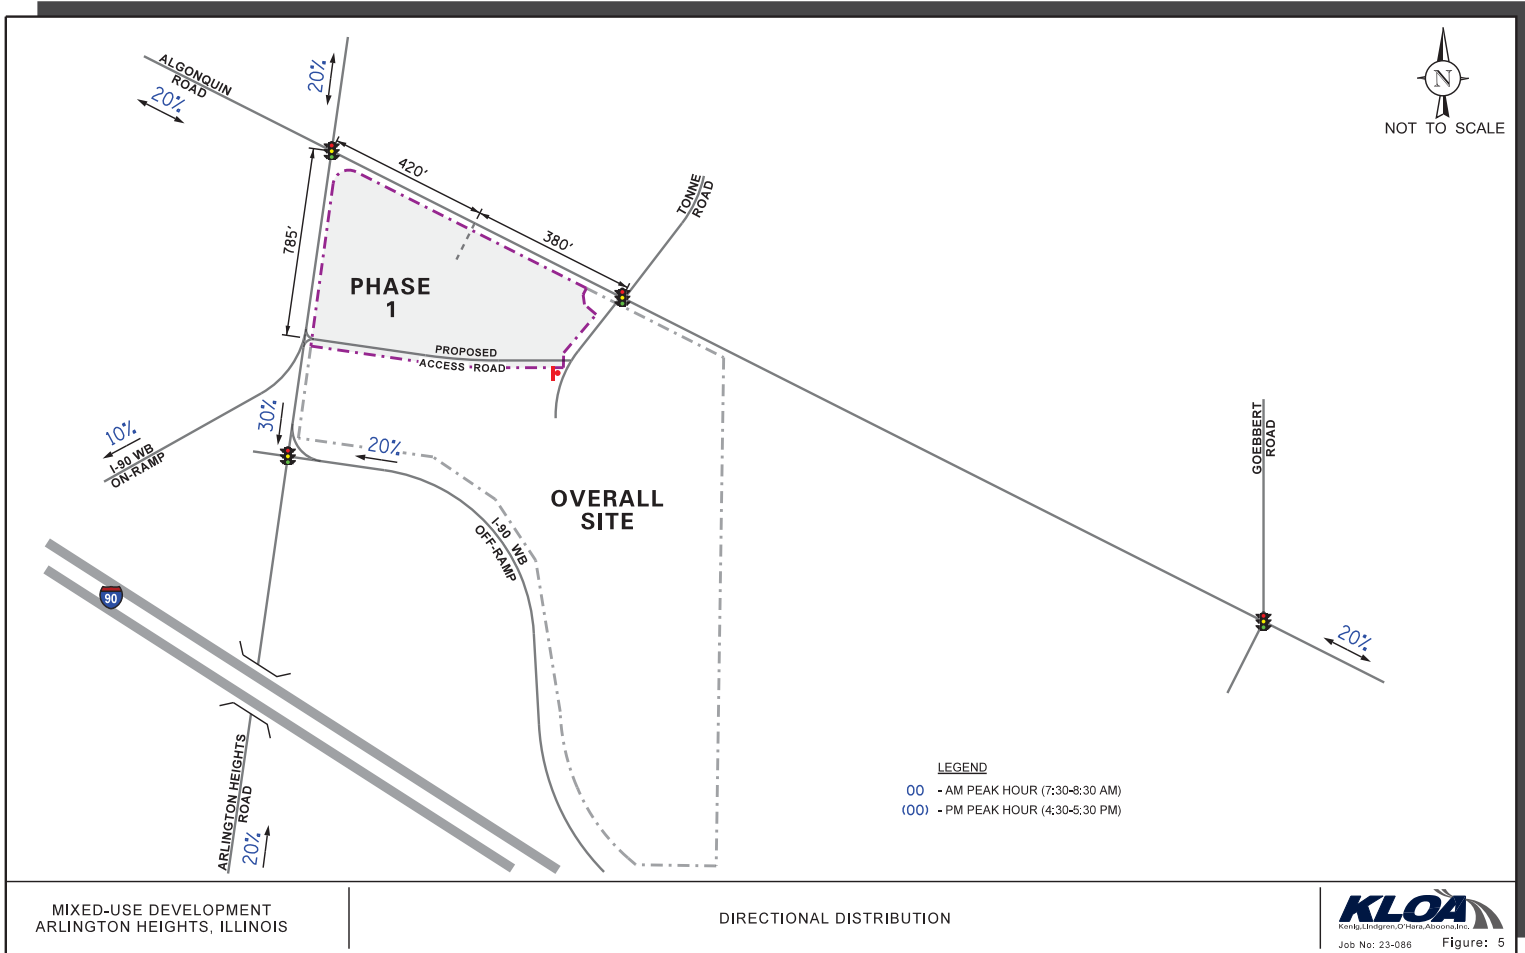 ALGONQUIN
ROAD
20%
20%
N
NOT TO SCALE
420'
TONNE
ROAD
785'
380'
PHASE
1
PROPOSED
ACCESS ROAD
30%
10%
I-90 WB
ON-RAMP
20%
GOEBBERT
ROAD
OVERALL
SITE
I-90 WB
OFF-RAMP
90
20%
ARLINGTON HEIGHTS
ROAD
20%
LEGEND
00 - AM PEAK HOUR (7:30-8:30 AM)
(00) - PM PEAK HOUR (4:30-5:30 PM)
MIXED-USE DEVELOPMENT
ARLINGTON HEIGHTS, ILLINOIS
DIRECTIONAL DISTRIBUTION
KLOA
Kenig,Lindgren,O'Hara,Aboona,Inc.
Job No: 23-086
Figure: 5